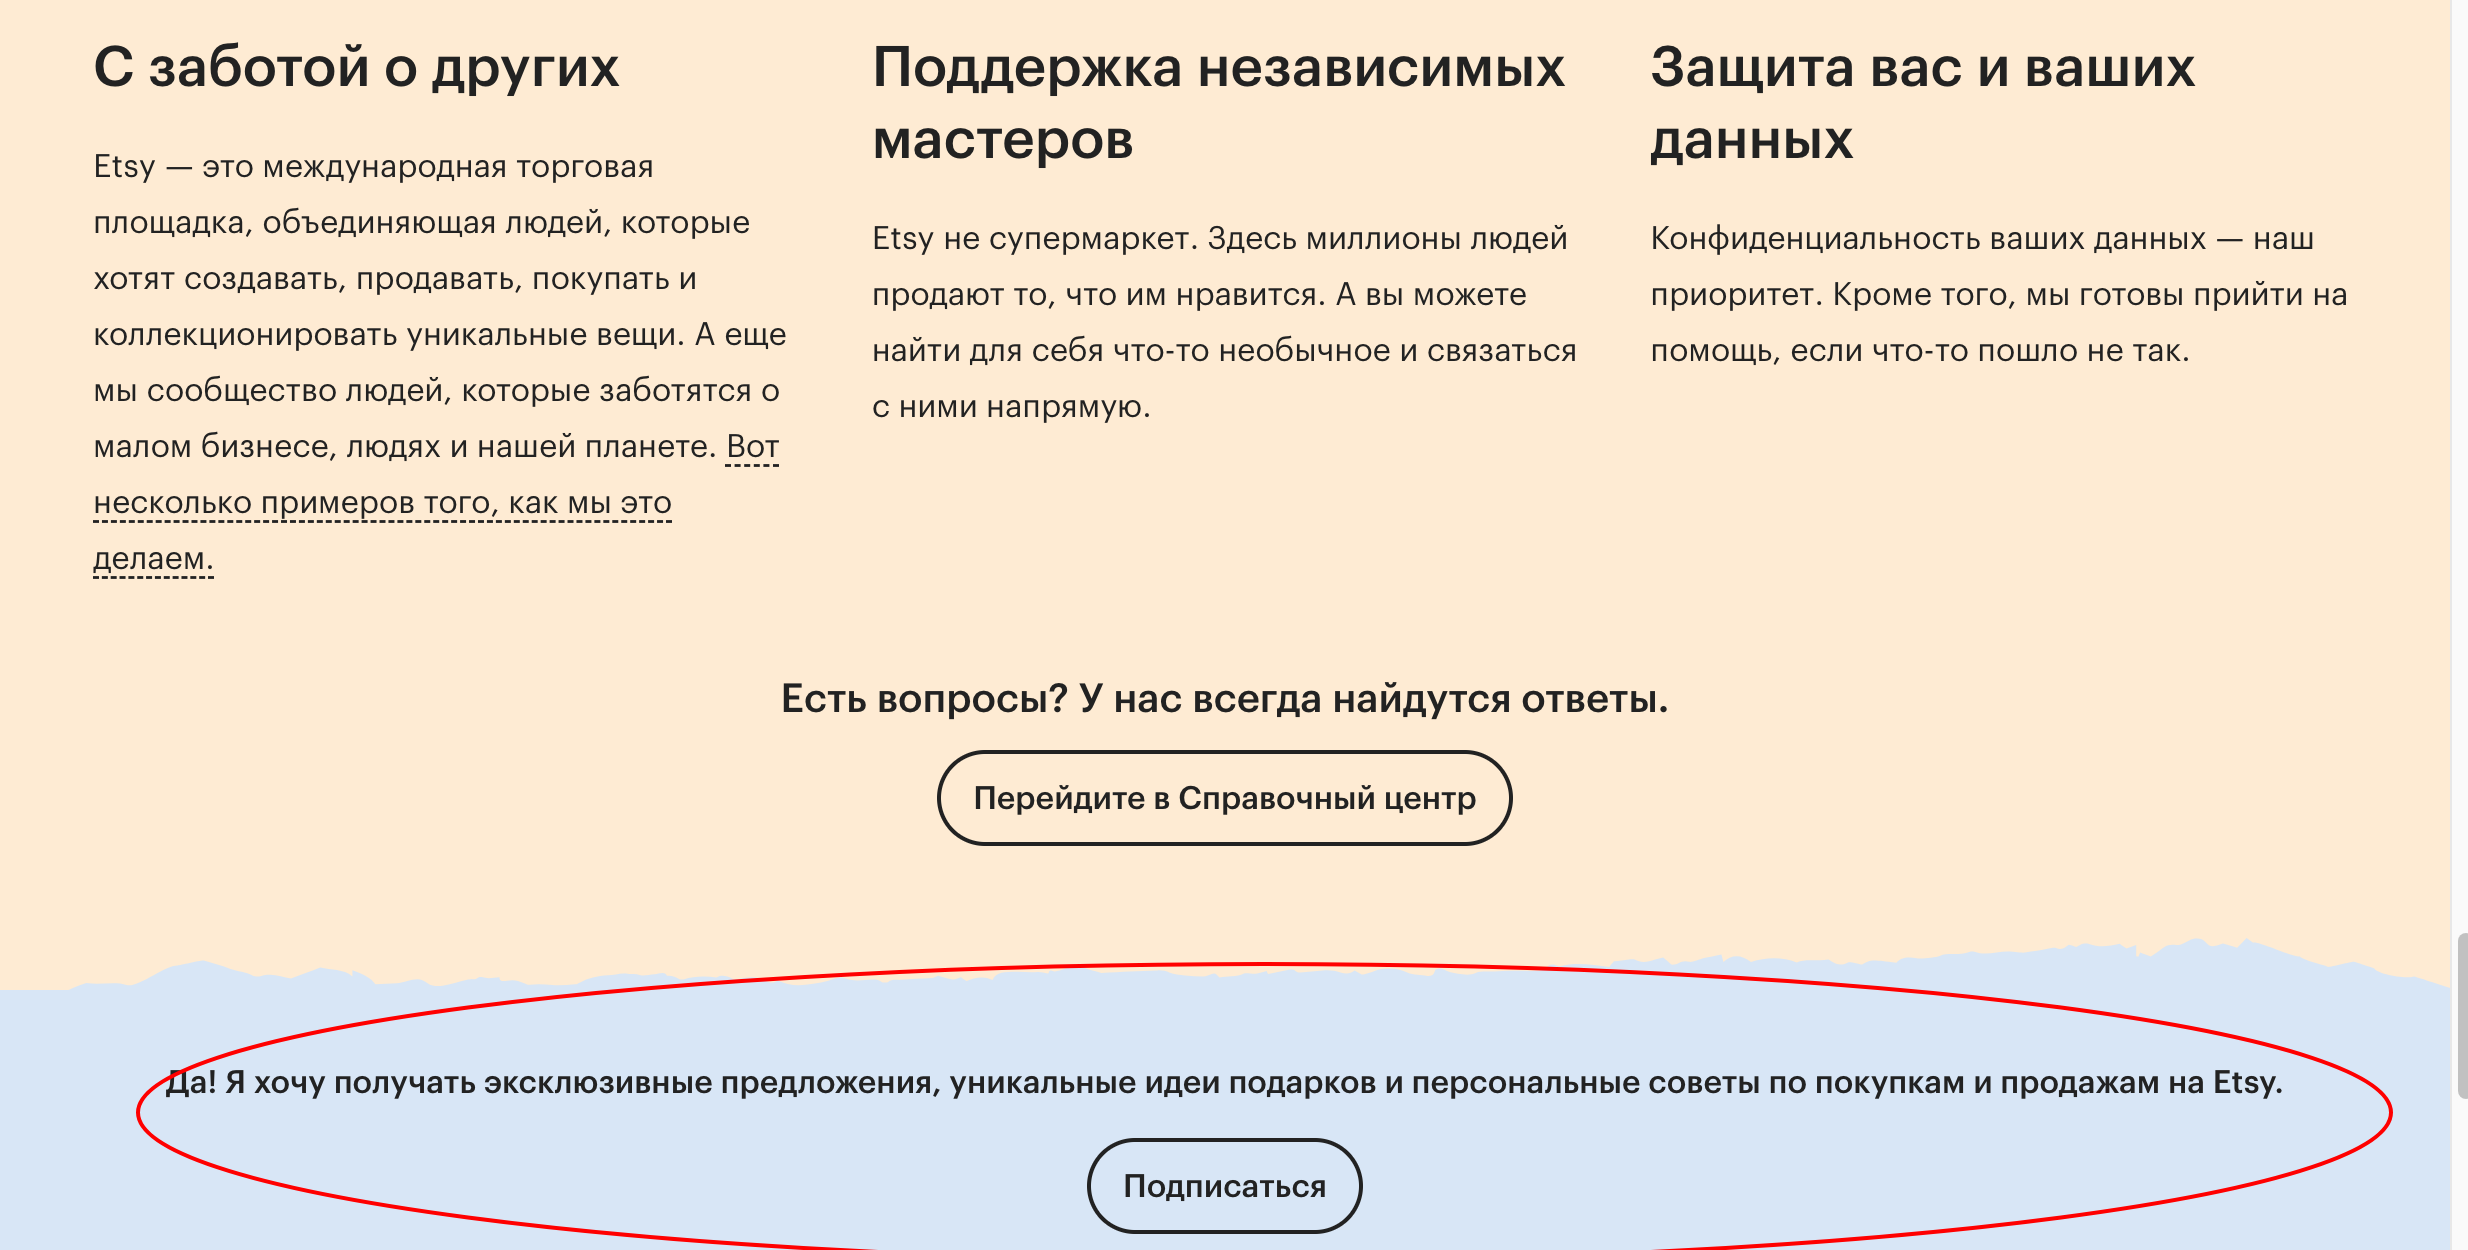 С заботой о других
Etsy — это международная торговая
площадка, объединяющая людей, которые
хотят создавать, продавать, покупать и
коллекционировать уникальные вещи. А еще
мы сообщество людей, которые заботятся о
малом бизнесе, людях и нашей планете. Вот
несколько примеров того, как мы это
делаем.
Поддержка независимых
мастеров
Etsy не супермаркет. Здесь миллионы людей
продают то, что им нравится. А вы можете
найти для себя что-то необычное и связаться
с ними напрямую.
Защита вас и ваших
данных
Конфиденциальность ваших данных — наш
приоритет. Кроме того, мы готовы прийти на
помощь, если что-то пошло не так.
Есть вопросы? У нас всегда найдутся ответы.
Перейдите в Справочный центр
Да! Я хочу получать эксклюзивные предложения, уникальные идеи подарков и персональные советы по покупкам и продажам на Etsy.
Подписаться